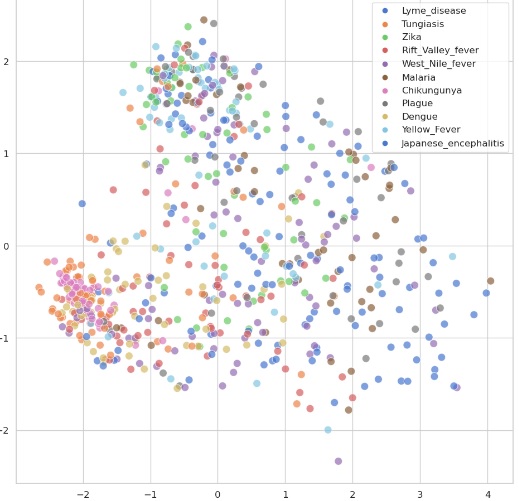 Lyme_disease
Tungiasis
Zika
Rift_Valley_fever
West_Nile_fever
Malaria
Chikungunya
Plague
Dengue
Yellow_Fever
Japanese_encephalitis
2
1
0
−1
−2
−2 −1 0 1 2 3 4